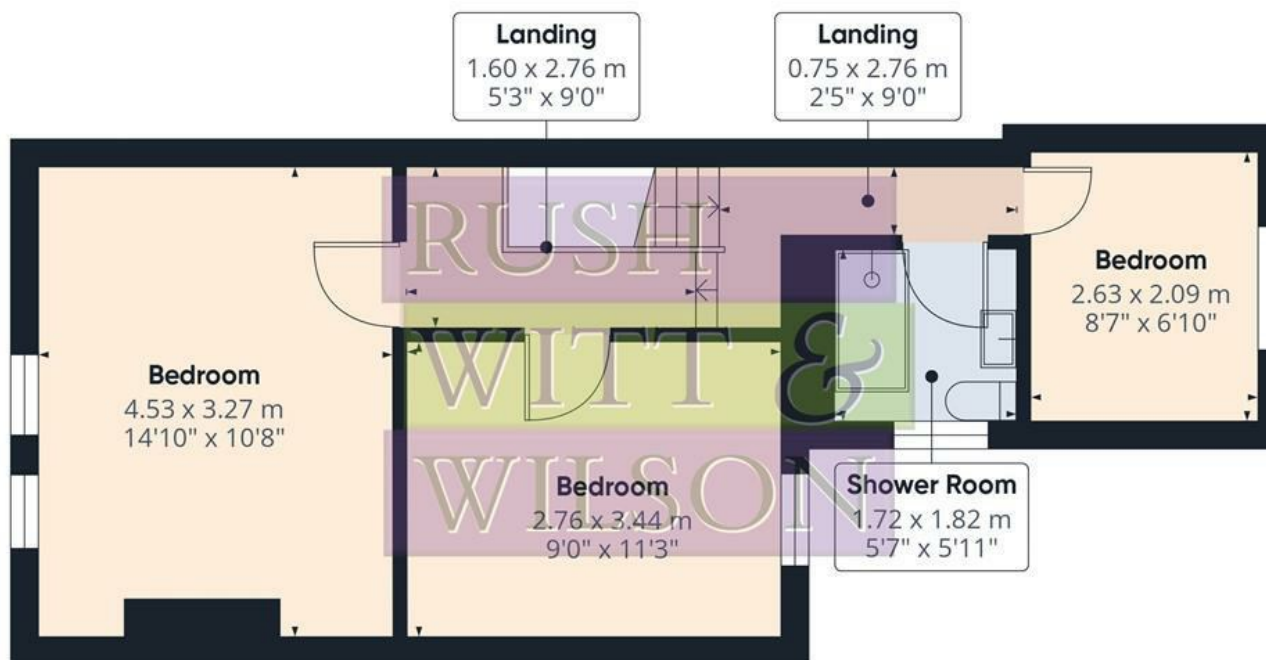 Landing
1.60 x 2.76 m
5'3" x 9'0"
Landing
0.75 x 2.76 m
2'5" x 9'0"
RUSH
WITT &
WILSON
Bedroom
4.53 x 3.27 m
14'10" x 10'8"
Bedroom
2.76 x 3.44 m
9'0" x 11'3"
Shower Room
1.72 x 1.82 m
5'7" x 5'11"
Bedroom
2.63 x 2.09 m
8'7" x 6'10"